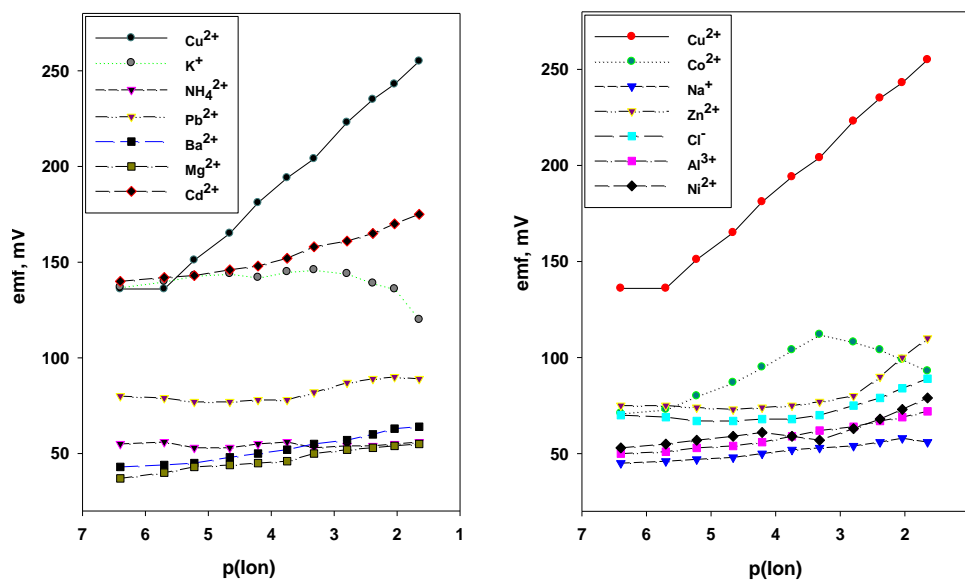 Cu²⁺
K⁺
NH₄²⁺
Pb²⁺
Ba²⁺
Mg²⁺
Cd²⁺
250
200
150
100
50
emf, mV
7 6 5 4 3 2 1
p(Ion)
Cu²⁺
Co²⁺
Na⁺
Zn²⁺
Cl⁻
Al³⁺
Ni²⁺
250
200
150
100
50
emf, mV
7 6 5 4 3 2
p(Ion)